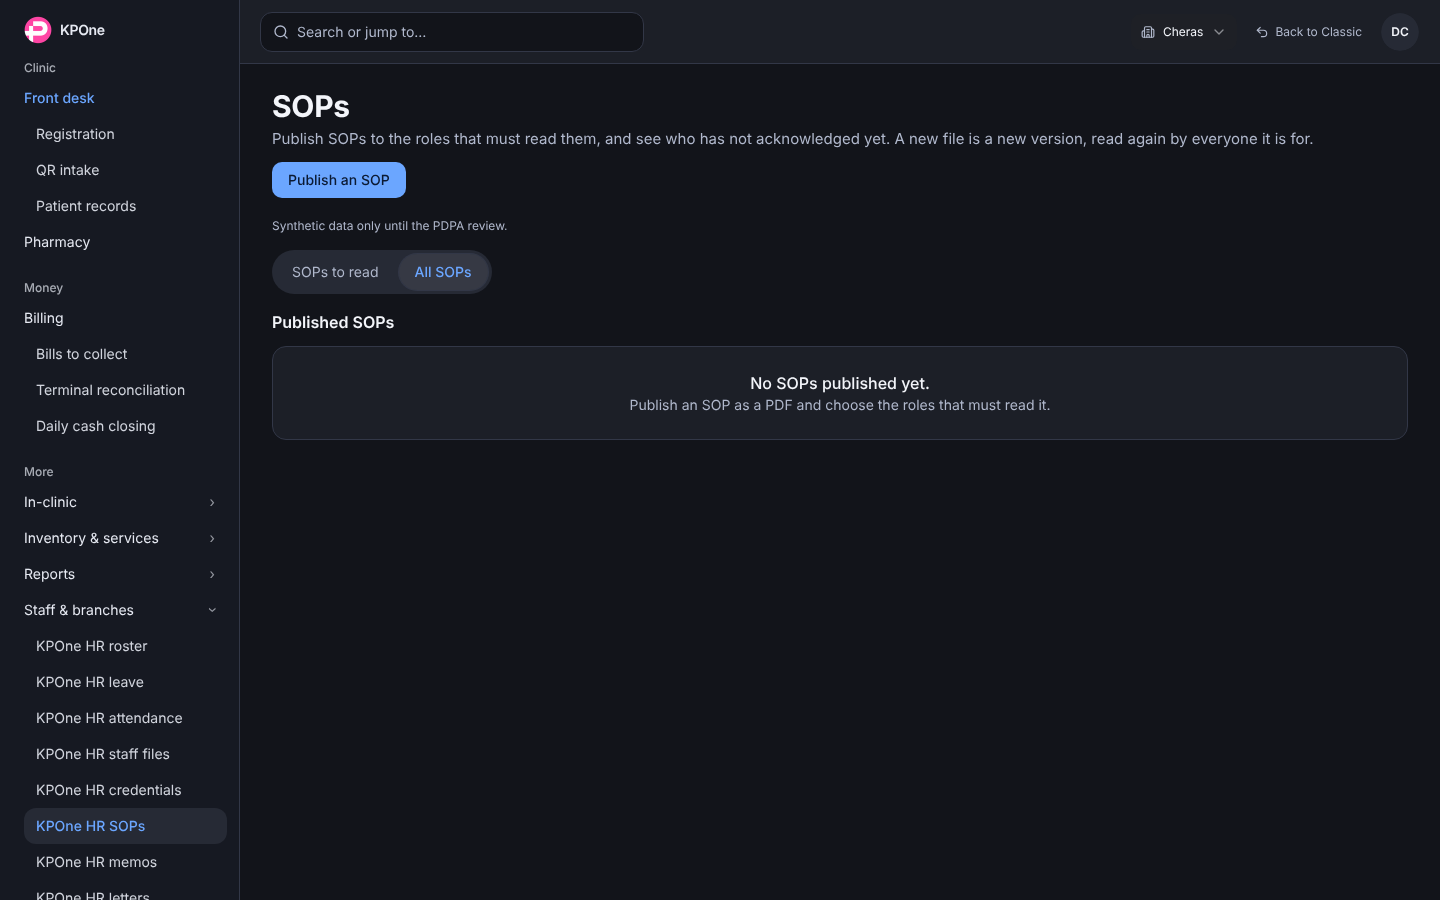 KPOne
Search or jump to...
Cheras
Back to Classic
DC
Clinic
Front desk
Registration
QR intake
Patient records
Pharmacy
Money
Billing
Bills to collect
Terminal reconciliation
Daily cash closing
More
In-clinic
Inventory & services
Reports
Staff & branches
KPOne HR roster
KPOne HR leave
KPOne HR attendance
KPOne HR staff files
KPOne HR credentials
KPOne HR SOPs
KPOne HR memos
KPOne HR letters
SOPs
Publish SOPs to the roles that must read them, and see who has not acknowledged yet. A new file is a new version, read again by everyone it is for.
Publish an SOP
Synthetic data only until the PDPA review.
SOPs to read
All SOPs
Published SOPs
No SOPs published yet.
Publish an SOP as a PDF and choose the roles that must read it.